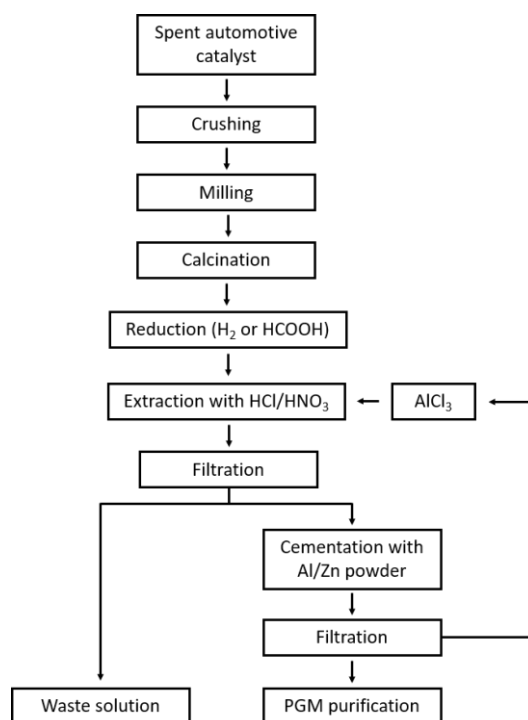 Spent automotive
catalyst
Crushing
Milling
Calcination
Reduction (H₂ or HCOOH)
Extraction with HCl/HNO₃
AlCl₃
Filtration
Cementation with
Al/Zn powder
Filtration
Waste solution
PGM purification